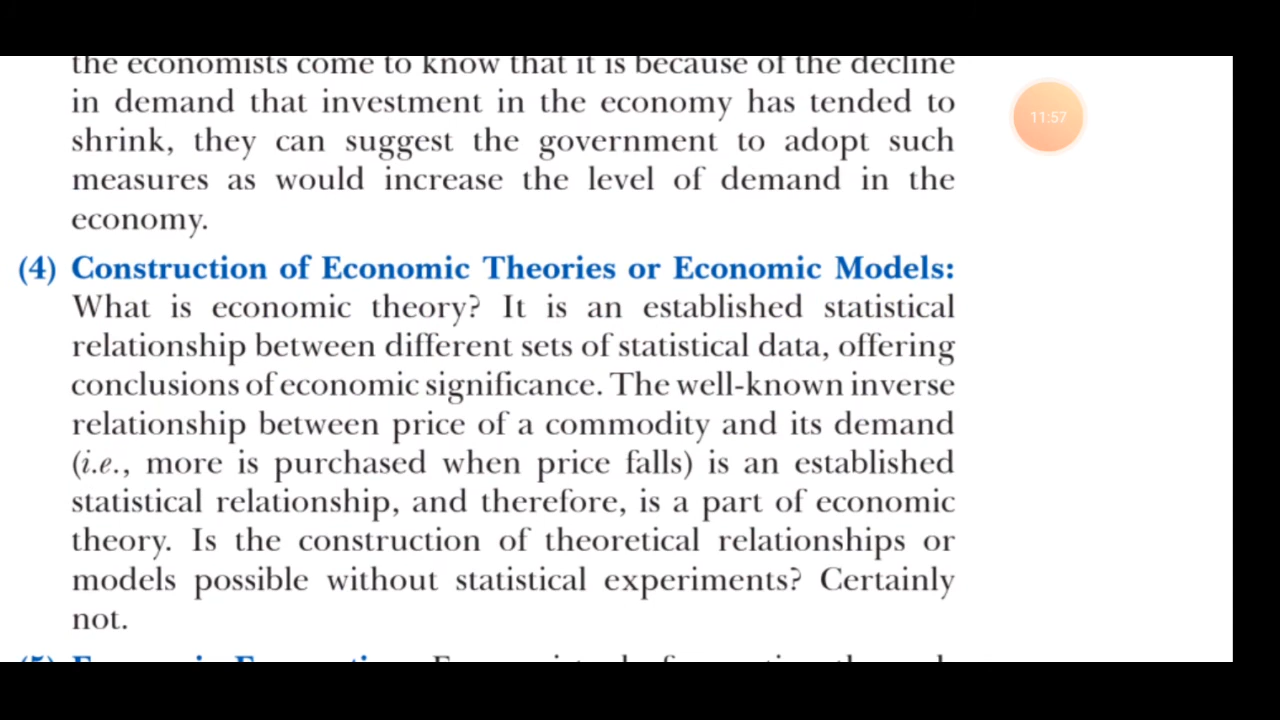 the economists come to know that it is because of the decline
in demand that investment in the economy has tended to
shrink, they can suggest the government to adopt such
measures as would increase the level of demand in the
economy.
11:57
(4) Construction of Economic Theories or Economic Models:
What is economic theory? It is an established statistical
relationship between different sets of statistical data, offering
conclusions of economic significance. The well-known inverse
relationship between price of a commodity and its demand
(i.e., more is purchased when price falls) is an established
statistical relationship, and therefore, is a part of economic
theory. Is the construction of theoretical relationships or
models possible without statistical experiments? Certainly
not.